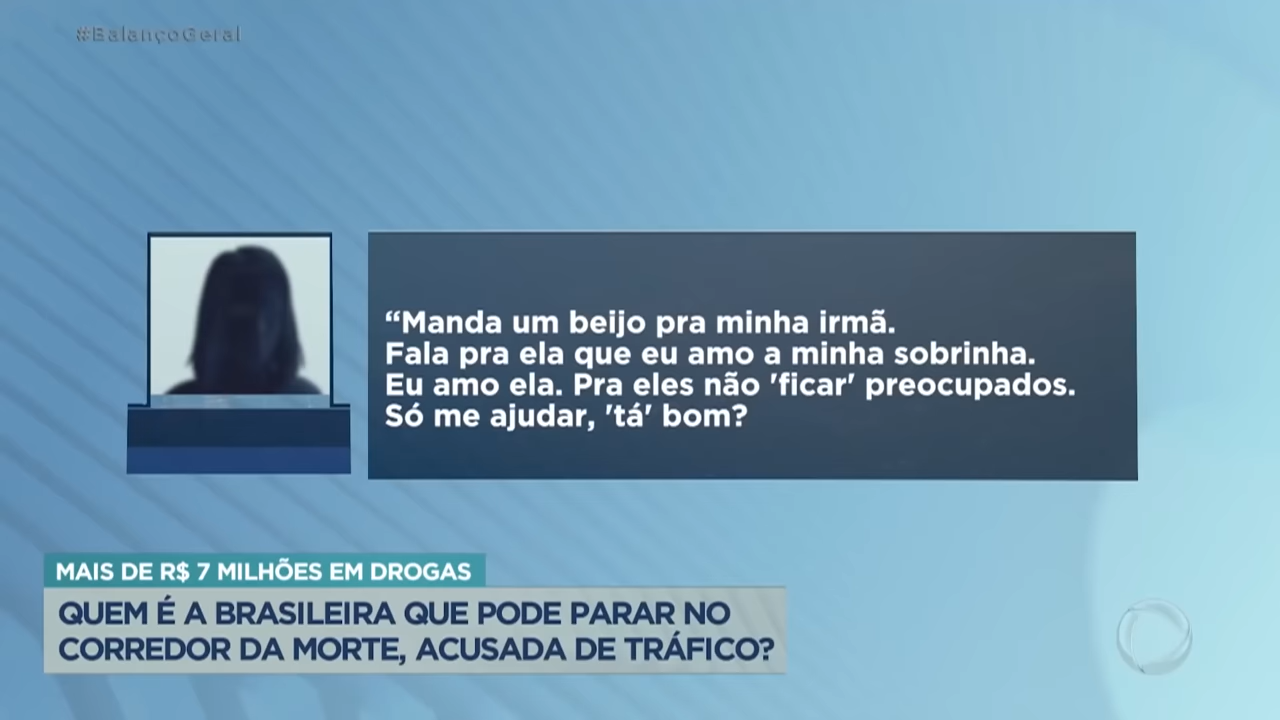 #BalançoGeral
“Manda um beijo pra minha irmã.
Fala pra ela que eu amo a minha sobrinha.
Eu amo ela. Pra eles não 'ficar' preocupados.
Só me ajudar, 'tá' bom?
MAIS DE R$ 7 MILHÕES EM DROGAS
QUEM É A BRASILEIRA QUE PODE PARAR NO
CORREDOR DA MORTE, ACUSADA DE TRÁFICO?